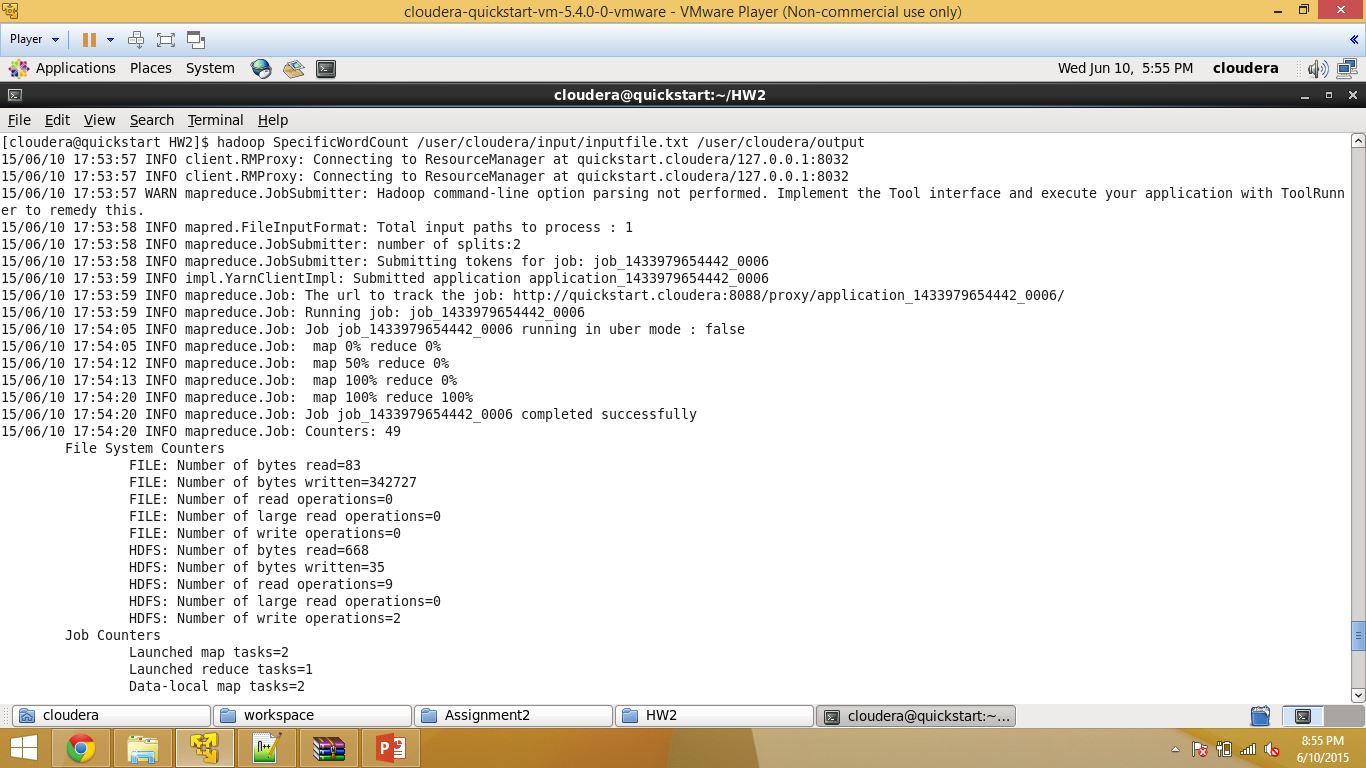 cloudera-quickstart-vm-5.4.0-0-vmware - VMware Player (Non-commercial use only)
Player
Applications Places System Wed Jun 10, 5:55 PM cloudera
cloudera@quickstart:~/HW2
File Edit View Search Terminal Help
[cloudera@quickstart HW2]$ hadoop SpecificWordCount /user/cloudera/input/inputfile.txt /user/cloudera/output
15/06/10 17:53:57 INFO client.RMProxy: Connecting to ResourceManager at quickstart.cloudera/127.0.0.1:8032
15/06/10 17:53:57 INFO client.RMProxy: Connecting to ResourceManager at quickstart.cloudera/127.0.0.1:8032
15/06/10 17:53:57 WARN mapreduce.JobSubmitter: Hadoop command-line option parsing not performed. Implement the Tool interface and execute your application with ToolRunn
er to remedy this.
15/06/10 17:53:58 INFO mapred.FileInputFormat: Total input paths to process : 1
15/06/10 17:53:58 INFO mapreduce.JobSubmitter: number of splits:2
15/06/10 17:53:58 INFO mapreduce.JobSubmitter: Submitting tokens for job: job_1433979654442_0006
15/06/10 17:53:59 INFO impl.YarnClientImpl: Submitted application application_1433979654442_0006
15/06/10 17:53:59 INFO mapreduce.Job: The url to track the job: http://quickstart.cloudera:8088/proxy/application_1433979654442_0006/
15/06/10 17:53:59 INFO mapreduce.Job: Running job: job_1433979654442_0006
15/06/10 17:54:05 INFO mapreduce.Job: Job job_1433979654442_0006 running in uber mode : false
15/06/10 17:54:05 INFO mapreduce.Job:  map 0% reduce 0%
15/06/10 17:54:12 INFO mapreduce.Job:  map 50% reduce 0%
15/06/10 17:54:13 INFO mapreduce.Job:  map 100% reduce 0%
15/06/10 17:54:20 INFO mapreduce.Job:  map 100% reduce 100%
15/06/10 17:54:20 INFO mapreduce.Job: Job job_1433979654442_0006 completed successfully
15/06/10 17:54:20 INFO mapreduce.Job: Counters: 49
File System Counters
FILE: Number of bytes read=83
FILE: Number of bytes written=342727
FILE: Number of read operations=0
FILE: Number of large read operations=0
FILE: Number of write operations=0
HDFS: Number of bytes read=668
HDFS: Number of bytes written=35
HDFS: Number of read operations=9
HDFS: Number of large read operations=0
HDFS: Number of write operations=2
Job Counters
Launched map tasks=2
Launched reduce tasks=1
Data-local map tasks=2
cloudera workspace Assignment2 HW2 cloudera@quickstart:~...
8:55 PM
6/10/2015